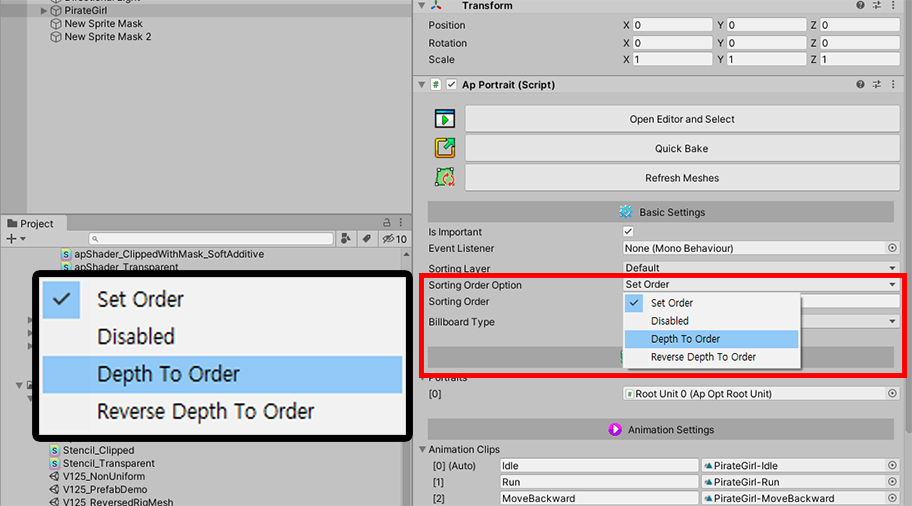 PirateGirl
New Sprite Mask
New Sprite Mask 2
Project
10
apShader_ClippedWithMask_SoftAdditive
apShader_Transparent
Set Order
Disabled
Depth To Order
Reverse Depth To Order
Stencil_Clipped
Stencil_Transparent
V125_NonUniform
V125_PrefabDemo
V125_ReversedRigMesh
Transform
Position X 0 Y 0 Z 0
Rotation X 0 Y 0 Z 0
Scale X 1 Y 1 Z 1
# Ap Portrait (Script)
Open Editor and Select
Quick Bake
Refresh Meshes
Basic Settings
Is Important
Event Listener None (Mono Behaviour)
Sorting Layer Default
Sorting Order Option Set Order
Sorting Order
Billboard Type
Set Order
Disabled
Depth To Order
Reverse Depth To Order
Portraits
[0] # Root Unit 0 (Ap Opt Root Unit)
Animation Settings
Animation Clips
[0] (Auto) Idle PirateGirl-Idle
[1] Run PirateGirl-Run
[2] MoveBackward PirateGirl-MoveBackward